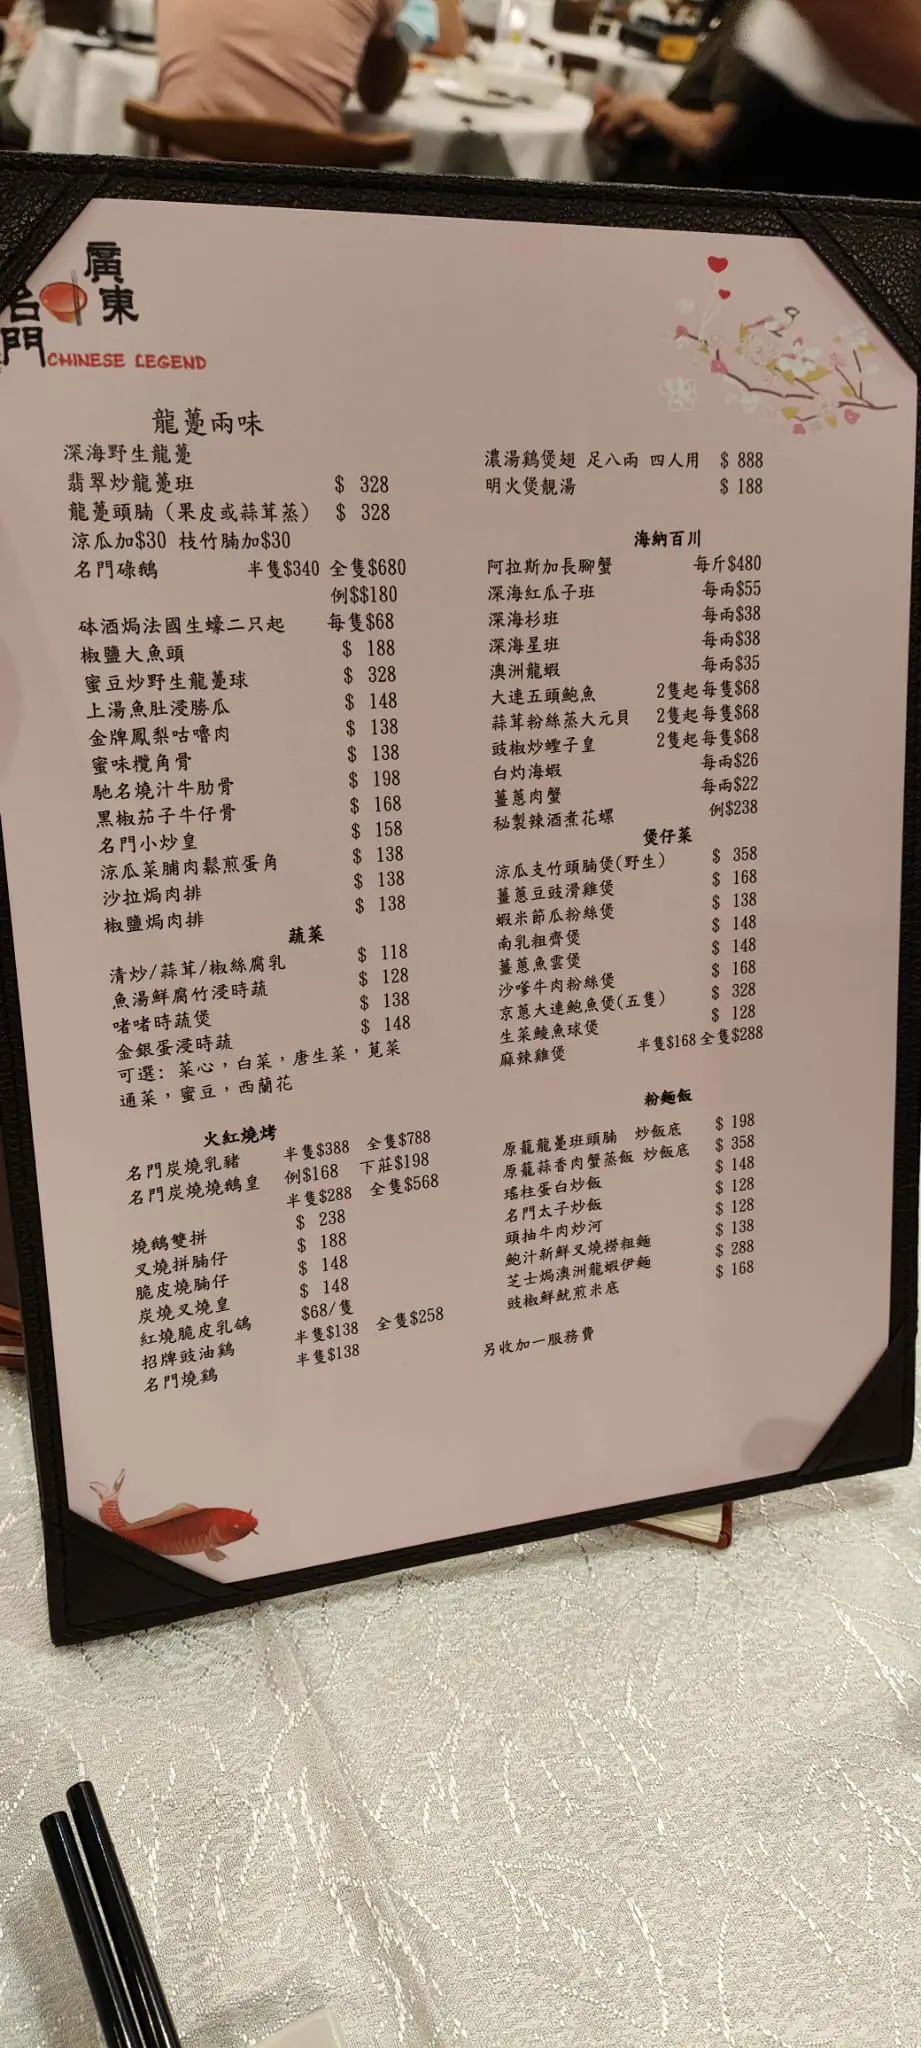 廣東
名門
CHINESE LEGEND
龍躉兩味
深海野生龍躉
翡翠炒龍躉班 $ 328
龍躉頭腩 (果皮或蒜茸蒸) $ 328
涼瓜加$30 枝竹腩加$30
名門碌鵝 半隻$340 全隻$680
例$$180
砵酒焗法國生蠔二只起 每隻$68
椒鹽大魚頭 $ 188
蜜豆炒野生龍躉球 $ 328
上湯魚肚浸勝瓜 $ 148
金牌鳳梨咕嚕肉 $ 138
蜜味欖角骨 $ 138
馳名燒汁牛肋骨 $ 198
黑椒茄子牛仔骨 $ 168
名門小炒皇 $ 158
涼瓜菜脯肉鬆煎蛋角 $ 138
沙拉焗肉排 $ 138
椒鹽焗肉排 $ 138
蔬菜
清炒/蒜茸/椒絲腐乳 $ 118
魚湯鮮腐竹浸時蔬 $ 128
啫啫時蔬煲 $ 138
金銀蛋浸時蔬 $ 148
可選: 菜心，白菜，唐生菜，莧菜
通菜，蜜豆，西蘭花
火紅燒烤
名門炭燒乳豬 半隻$388 全隻$788
名門炭燒燒鵝皇 例$168 下莊$198
半隻$288 全隻$568
燒鵝雙拼 $ 238
叉燒拼腩仔 $ 188
脆皮燒腩仔 $ 148
炭燒叉燒皇 $ 148
紅燒脆皮乳鴿 $68/隻
招牌豉油鷄 半隻$138 全隻$258
名門燒鷄 半隻$138
濃湯鷄煲翅 足八兩 四人用 $ 888
明火煲靚湯 $ 188
海納百川
阿拉斯加長腳蟹 每斤$480
深海紅瓜子班 每兩$55
深海杉班 每兩$38
深海星班 每兩$38
澳洲龍蝦 每兩$35
大連五頭鮑魚 2隻起每隻$68
蒜茸粉絲蒸大元貝 2隻起每隻$68
豉椒炒蟶子皇 2隻起每隻$68
白灼海蝦 每兩$26
薑蔥肉蟹 每兩$22
秘製辣酒煮花螺 例$238
煲仔菜
涼瓜支竹頭腩煲(野生) $ 358
薑蔥豆豉滑雞煲 $ 168
蝦米節瓜粉絲煲 $ 138
南乳粗齊煲 $ 148
薑蔥魚雲煲 $ 148
沙嗲牛肉粉絲煲 $ 168
京蔥大連鮑魚煲(五隻) $ 328
生菜鯪魚球煲 $ 128
麻辣雞煲 半隻$168 全隻$288
粉麵飯
原籠龍躉班頭腩 炒飯底 $ 198
原籠蒜香肉蟹蒸飯 炒飯底 $ 358
瑤柱蛋白炒飯 $ 148
名門太子炒飯 $ 128
頭抽牛肉炒河 $ 128
鮑汁新鮮叉燒撈粗麵 $ 138
芝士焗澳洲龍蝦伊麵 $ 288
豉椒鮮魷煎米底 $ 168
另收加一服務費